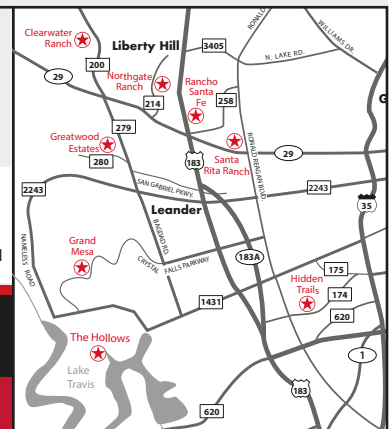 Clearwater
Ranch
Liberty Hill
RONALD
WILLIAMS DR.
3405
N. LAKE RD.
200
29
Northgate
Ranch
Rancho
Santa
Fe
214
258
279
Greatwood
Estates
280
183
Santa
Rita Ranch
RONALD REAGAN BLVD.
29
2243
SAN GABRIEL PKWY.
2243
35
Leander
NAMELESS ROAD
BAGDAD RD.
Grand
Mesa
CRYSTAL FALLS PARKWAY
183A
175
Hidden
Trails
174
1431
620
The Hollows
Lake
Travis
1
183
620